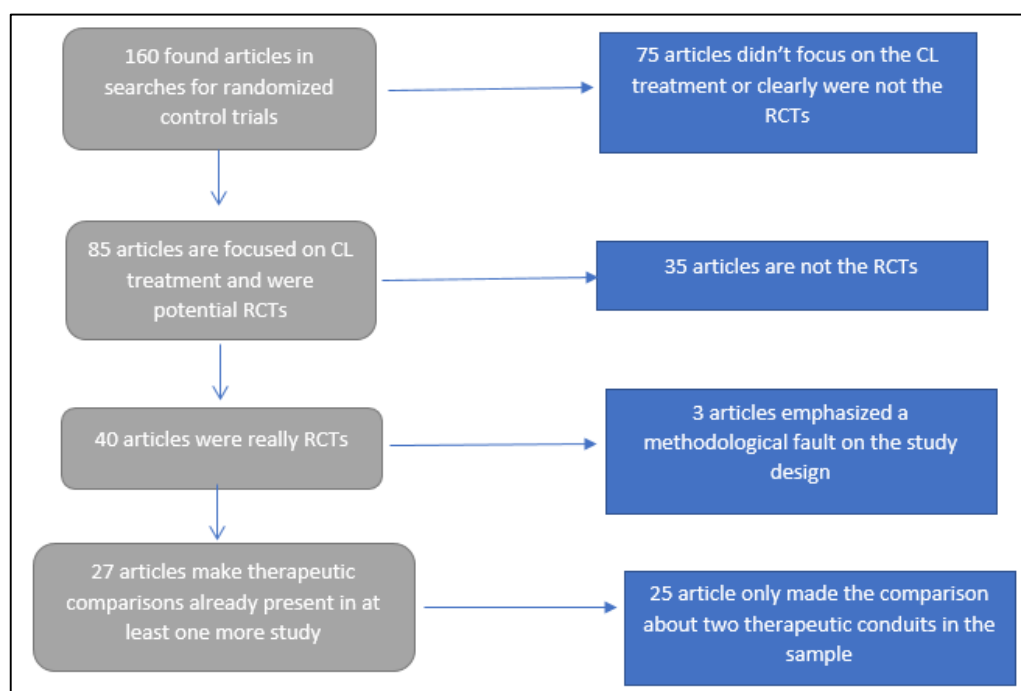 160 found articles in
searches for randomized
control trials
75 articles didn't focus on the CL
treatment or clearly were not the
RCTs
85 articles are focused on CL
treatment and were
potential RCTs
35 articles are not the RCTs
40 articles were really RCTs
3 articles emphasized a
methodological fault on the study
design
27 articles make therapeutic
comparisons already present in at
least one more study
25 article only made the comparison
about two therapeutic conduits in the
sample